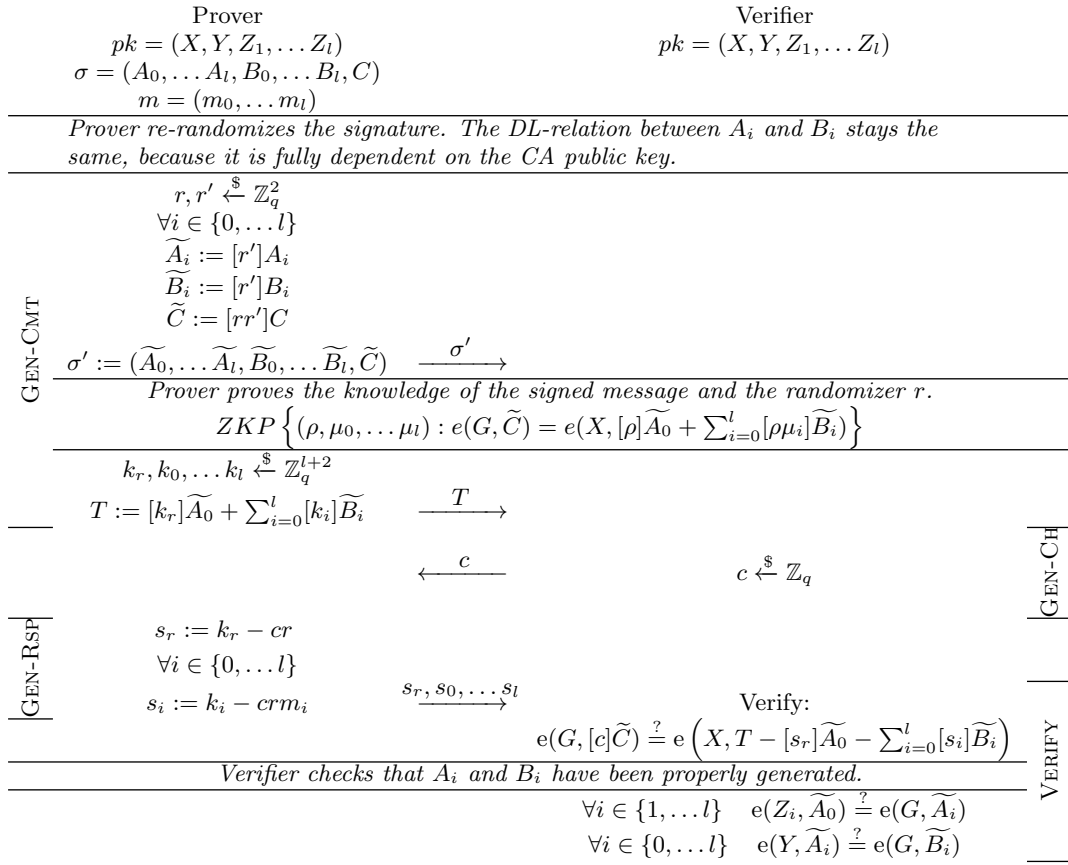 Prover Verifier
pk = (X, Y, Z_1, … Z_l) pk = (X, Y, Z_1, … Z_l)
σ = (A_0, … A_l, B_0, … B_l, C)
m = (m_0, … m_l)
Prover re-randomizes the signature. The DL-relation between A_i and B_i stays the
same, because it is fully dependent on the CA public key.
GEN-CMT
r, r′ ←$ ℤ_q^2
∀i ∈ {0, … l}
Ã_i := [r′]A_i
B̃_i := [r′]B_i
C̃ := [rr′]C
σ′ := (Ã_0, … Ã_l, B̃_0, … B̃_l, C̃) σ′ ⟶
Prover proves the knowledge of the signed message and the randomizer r.
ZKP {(ρ, μ_0, … μ_l) : e(G, C̃) = e(X, [ρ]Ã_0 + ∑_{i=0}^l [ρμ_i]B̃_i)}
k_r, k_0, … k_l ←$ ℤ_q^{l+2}
T := [k_r]Ã_0 + ∑_{i=0}^l [k_i]B̃_i T ⟶
GEN-CH
c ⟵ c ←$ ℤ_q
GEN-RSP
s_r := k_r − cr
∀i ∈ {0, … l}
s_i := k_i − crm_i s_r, s_0, … s_l ⟶ Verify:
VERIFY
e(G, [c]C̃) ≟ e(X, T − [s_r]Ã_0 − ∑_{i=0}^l [s_i]B̃_i)
Verifier checks that A_i and B_i have been properly generated.
∀i ∈ {1, … l} e(Z_i, Ã_0) ≟ e(G, Ã_i)
∀i ∈ {0, … l} e(Y, Ã_i) ≟ e(G, B̃_i)